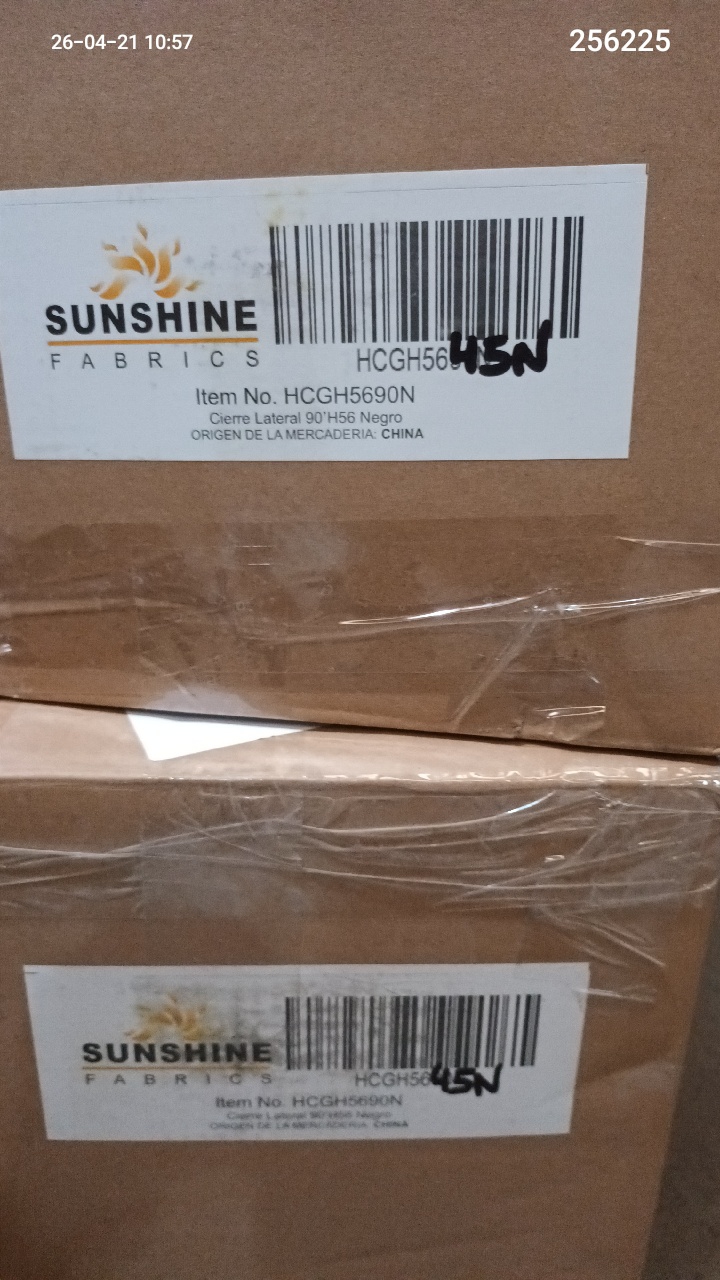 26-04-21 10:57
256225
SUNSHINE
FABRICS
HCGH56 45N
Item No. HCGH5690N
Cierre Lateral 90'H56 Negro
ORIGEN DE LA MERCADERIA: CHINA
SUNSHINE
FABRICS
HCGH56 45N
Item No. HCGH5690N
Cierre Lateral 90'H56 Negro
ORIGEN DE LA MERCADERIA: CHINA